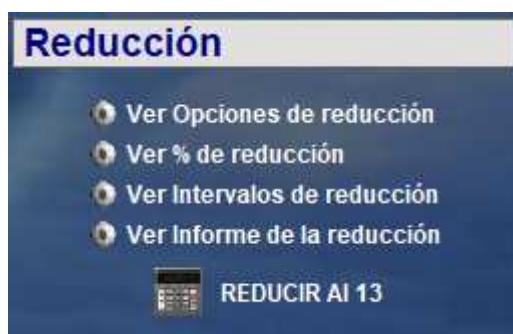 Reducción
Ver Opciones de reducción
Ver % de reducción
Ver Intervalos de reducción
Ver Informe de la reducción
REDUCIR Al 13